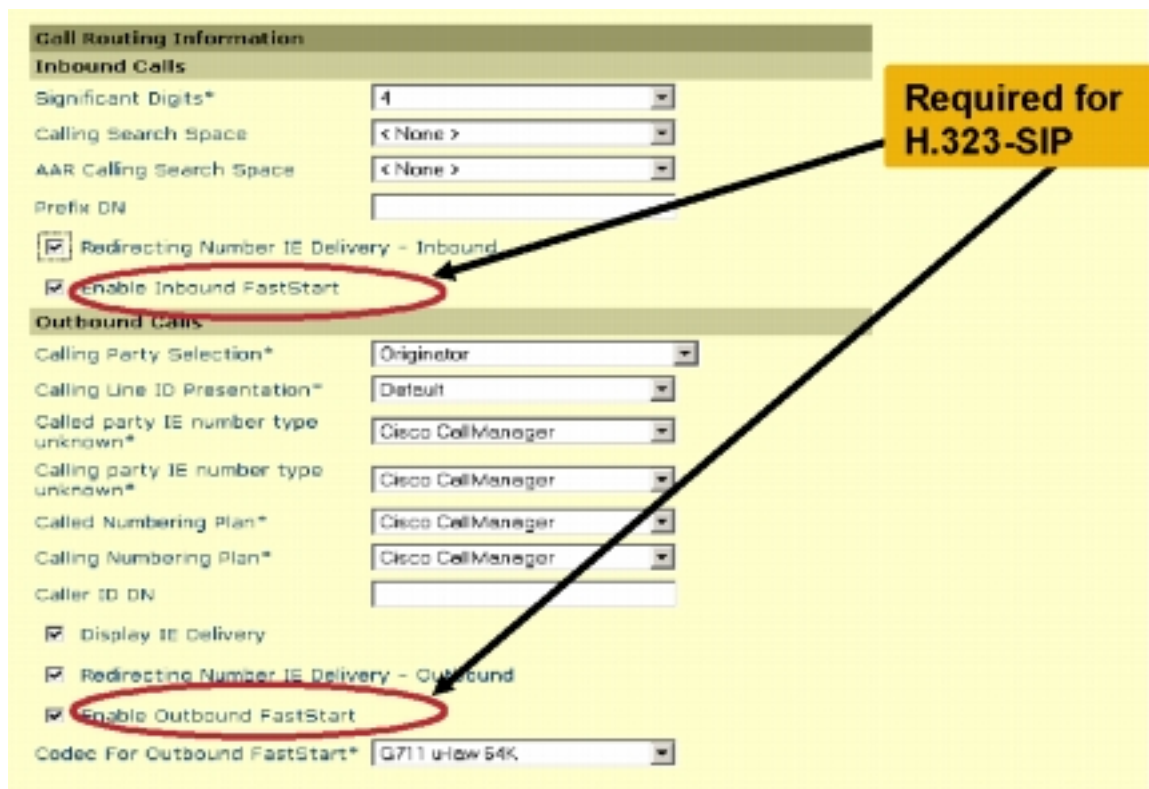 Call Routing Information
Inbound Calls
Significant Digits* 4
Calling Search Space < None >
AAR Calling Search Space < None >
Prefix DN
Redirecting Number IE Delivery - Inbound
Enable Inbound FastStart
Required for
H.323-SIP
Outbound Calls
Calling Party Selection* Originator
Calling Line ID Presentation* Default
Called party IE number type
unknown* Cisco CallManager
Calling party IE number type
unknown* Cisco CallManager
Called Numbering Plan* Cisco CallManager
Calling Numbering Plan* Cisco CallManager
Caller ID DN
Display IE Delivery
Redirecting Number IE Delivery - Outbound
Enable Outbound FastStart
Codec For Outbound FastStart* G711 u-law 64K